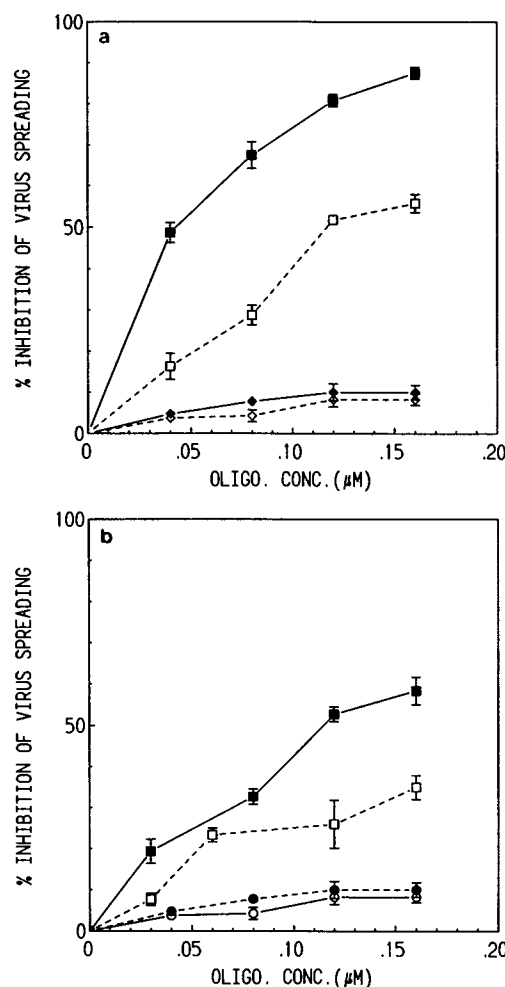 100
a
% INHIBITION OF VIRUS SPREADING
50
0
0 .05 .10 .15 .20
OLIGO. CONC.(µM)
100
b
% INHIBITION OF VIRUS SPREADING
50
0
0 .05 .10 .15 .20
OLIGO. CONC.(µM)